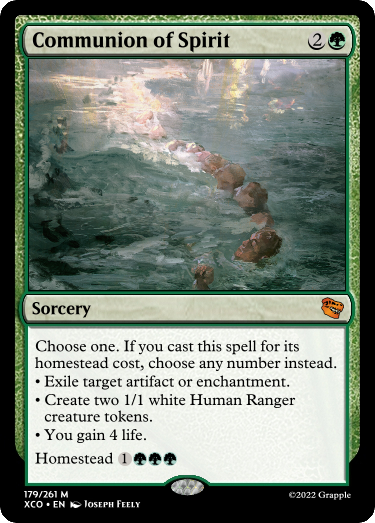 Communion of Spirit 2
Sorcery
Choose one. If you cast this spell for its
homestead cost, choose any number instead.
• Exile target artifact or enchantment.
• Create two 1/1 white Human Ranger
creature tokens.
• You gain 4 life.
Homestead 1
179/261 M
XCO • EN Joseph Feely
©2022 Grapple